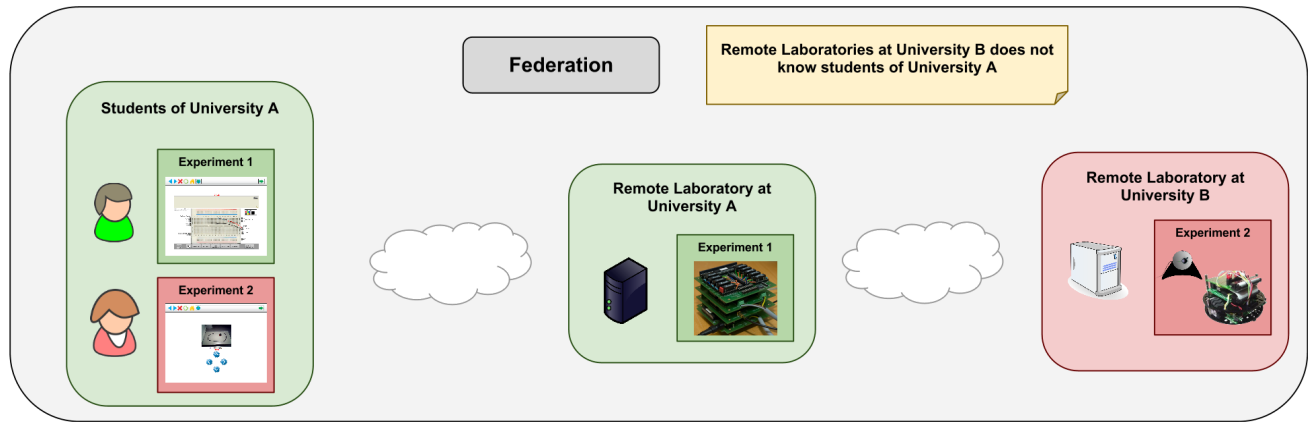 Federation
Remote Laboratories at University B does not
know students of University A
Students of University A
Experiment 1
Experiment 2
Remote Laboratory at
University A
Experiment 1
Remote Laboratory at
University B
Experiment 2